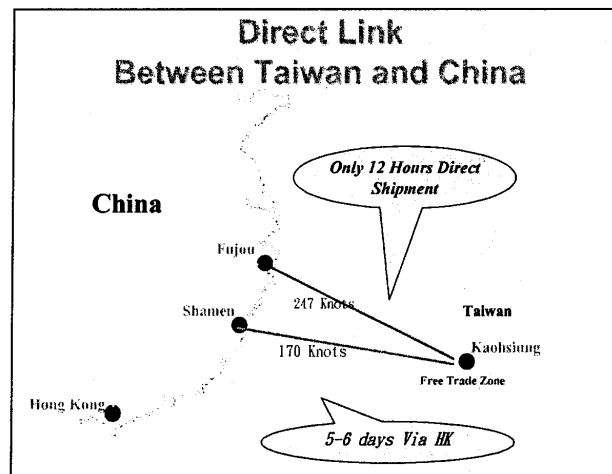 Direct Link
Between Taiwan and China
Only 12 Hours Direct
Shipment
China
Fujou
247 Knots
Shamen
Taiwan
170 Knots
Kaohsiung
Free Trade Zone
Hong Kong
5-6 days Via HK